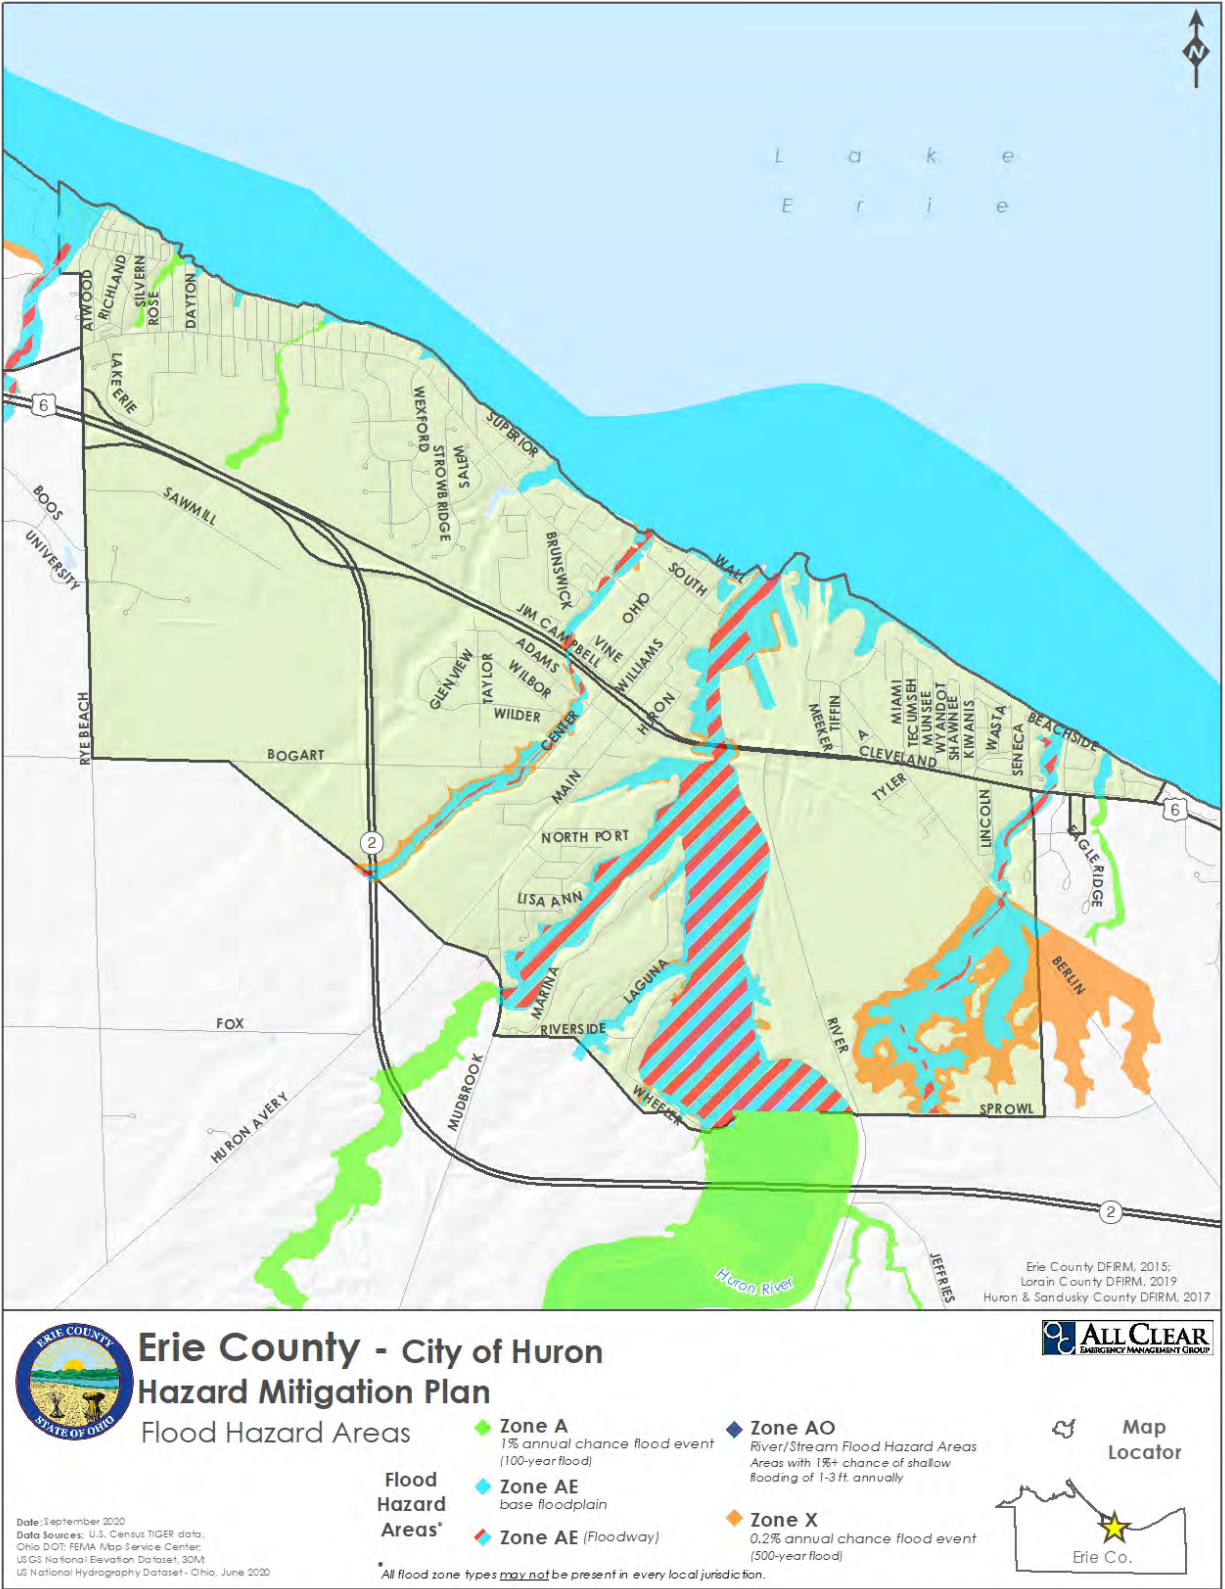 N
L a k e
E r i e
ATWOOD
RICHLAND
SILVERN
ROSE
DAYTON
LAKE ERIE
6
WEXFORD
STROWBRIDGE
SALEM
SUPERIOR
BOOS
UNIVERSITY
SAWMILL
BRUNSWICK
SOUTH
WALL
OHIO
JIM CAMPBELL
VINE
ADAMS
WILLIAMS
WILBOR
GLENVIEW
TAYLOR
WILDER
HURON
CENTER
RYE BEACH
BOGART
MAIN
MEEKER
TIFFIN
A
MIAMI
TECUMSEH
MUNSEE
WYANDOT
SHAWNEE
KIWANIS
WASTA
SENECA
BEACHSIDE
CLEVELAND
TYLER
LINCOLN
6
EAGLE RIDGE
2
NORTH PORT
LISA ANN
MARINA
LAGUNA
RIVERSIDE
RIVER
BERLIN
FOX
MUDBROOK
HURON AVERY
WHEELER
SPROWL
2
JEFFRIES
Huron River
Erie County DFIRM, 2015;
Lorain County DFIRM, 2019
Huron & Sandusky County DFIRM, 2017
ERIE COUNTY
STATE OF OHIO
Erie County - City of Huron
Hazard Mitigation Plan
Flood Hazard Areas
ALL CLEAR
EMERGENCY MANAGEMENT GROUP
Flood
Hazard
Areas*
Zone A
1% annual chance flood event
(100-year flood)
Zone AE
base floodplain
Zone AE (Floodway)
Zone AO
River/Stream Flood Hazard Areas
Areas with 1%+ chance of shallow
flooding of 1-3 ft. annually
Zone X
0.2% annual chance flood event
(500-year flood)
*All flood zone types may not be present in every local jurisdiction.
Map
Locator
Erie Co.
Date: September 2020
Data Sources: U.S. Census TIGER data,
Ohio DOT; FEMA Map Service Center;
USGS National Elevation Dataset, 30M;
US National Hydrography Dataset - Ohio, June 2020